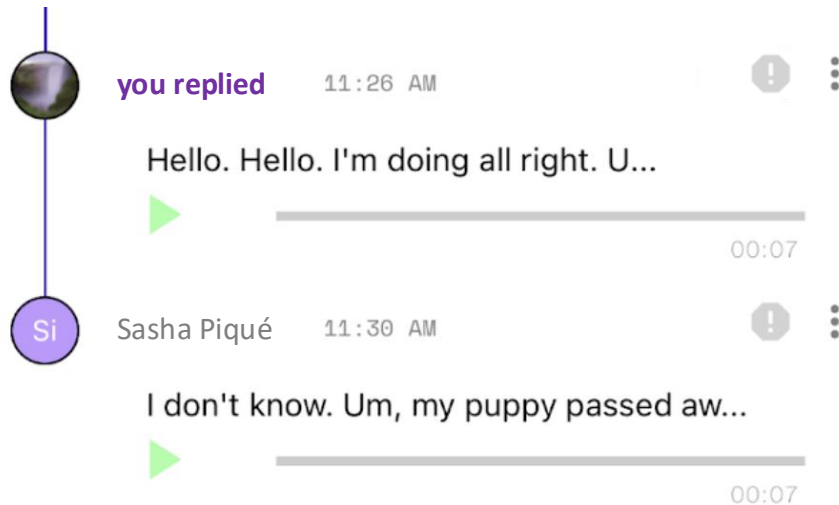 you replied 11:26 AM !
Hello. Hello. I'm doing all right. U...
00:07
Si Sasha Piqué 11:30 AM !
I don't know. Um, my puppy passed aw...
00:07